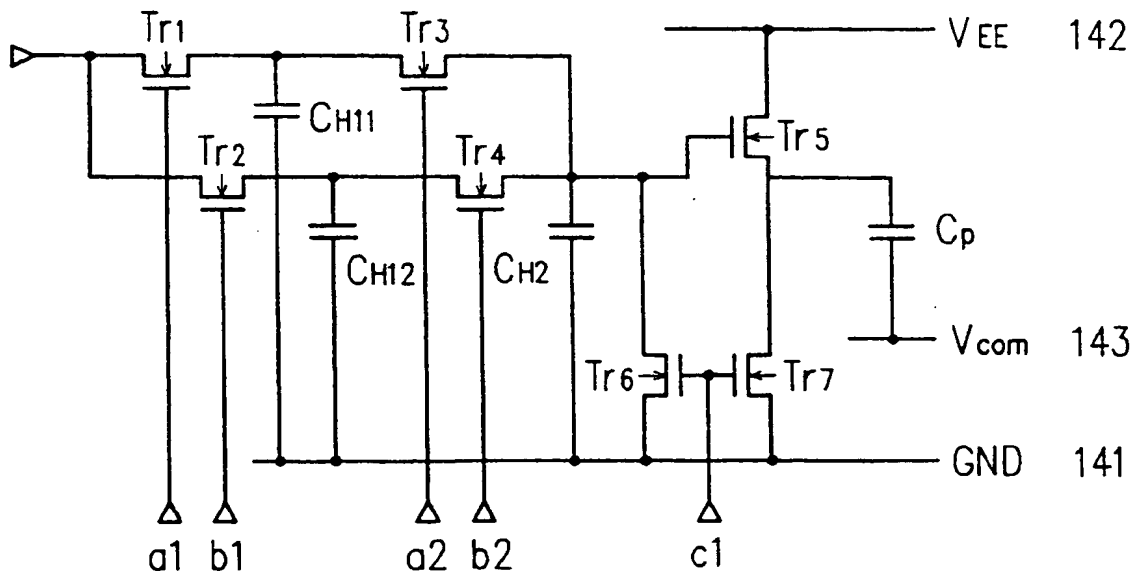 Tr1
Tr3
VEE 142
CH11
Tr2
Tr4
Tr5
CH12
CH2
Cp
Vcom 143
Tr6
Tr7
GND 141
a1 b1 a2 b2 c1